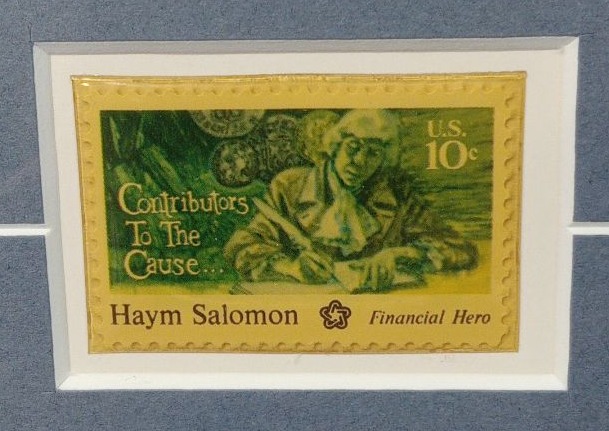 U.S.
10c
Contributors
To The
Cause...
Haym Salomon Financial Hero